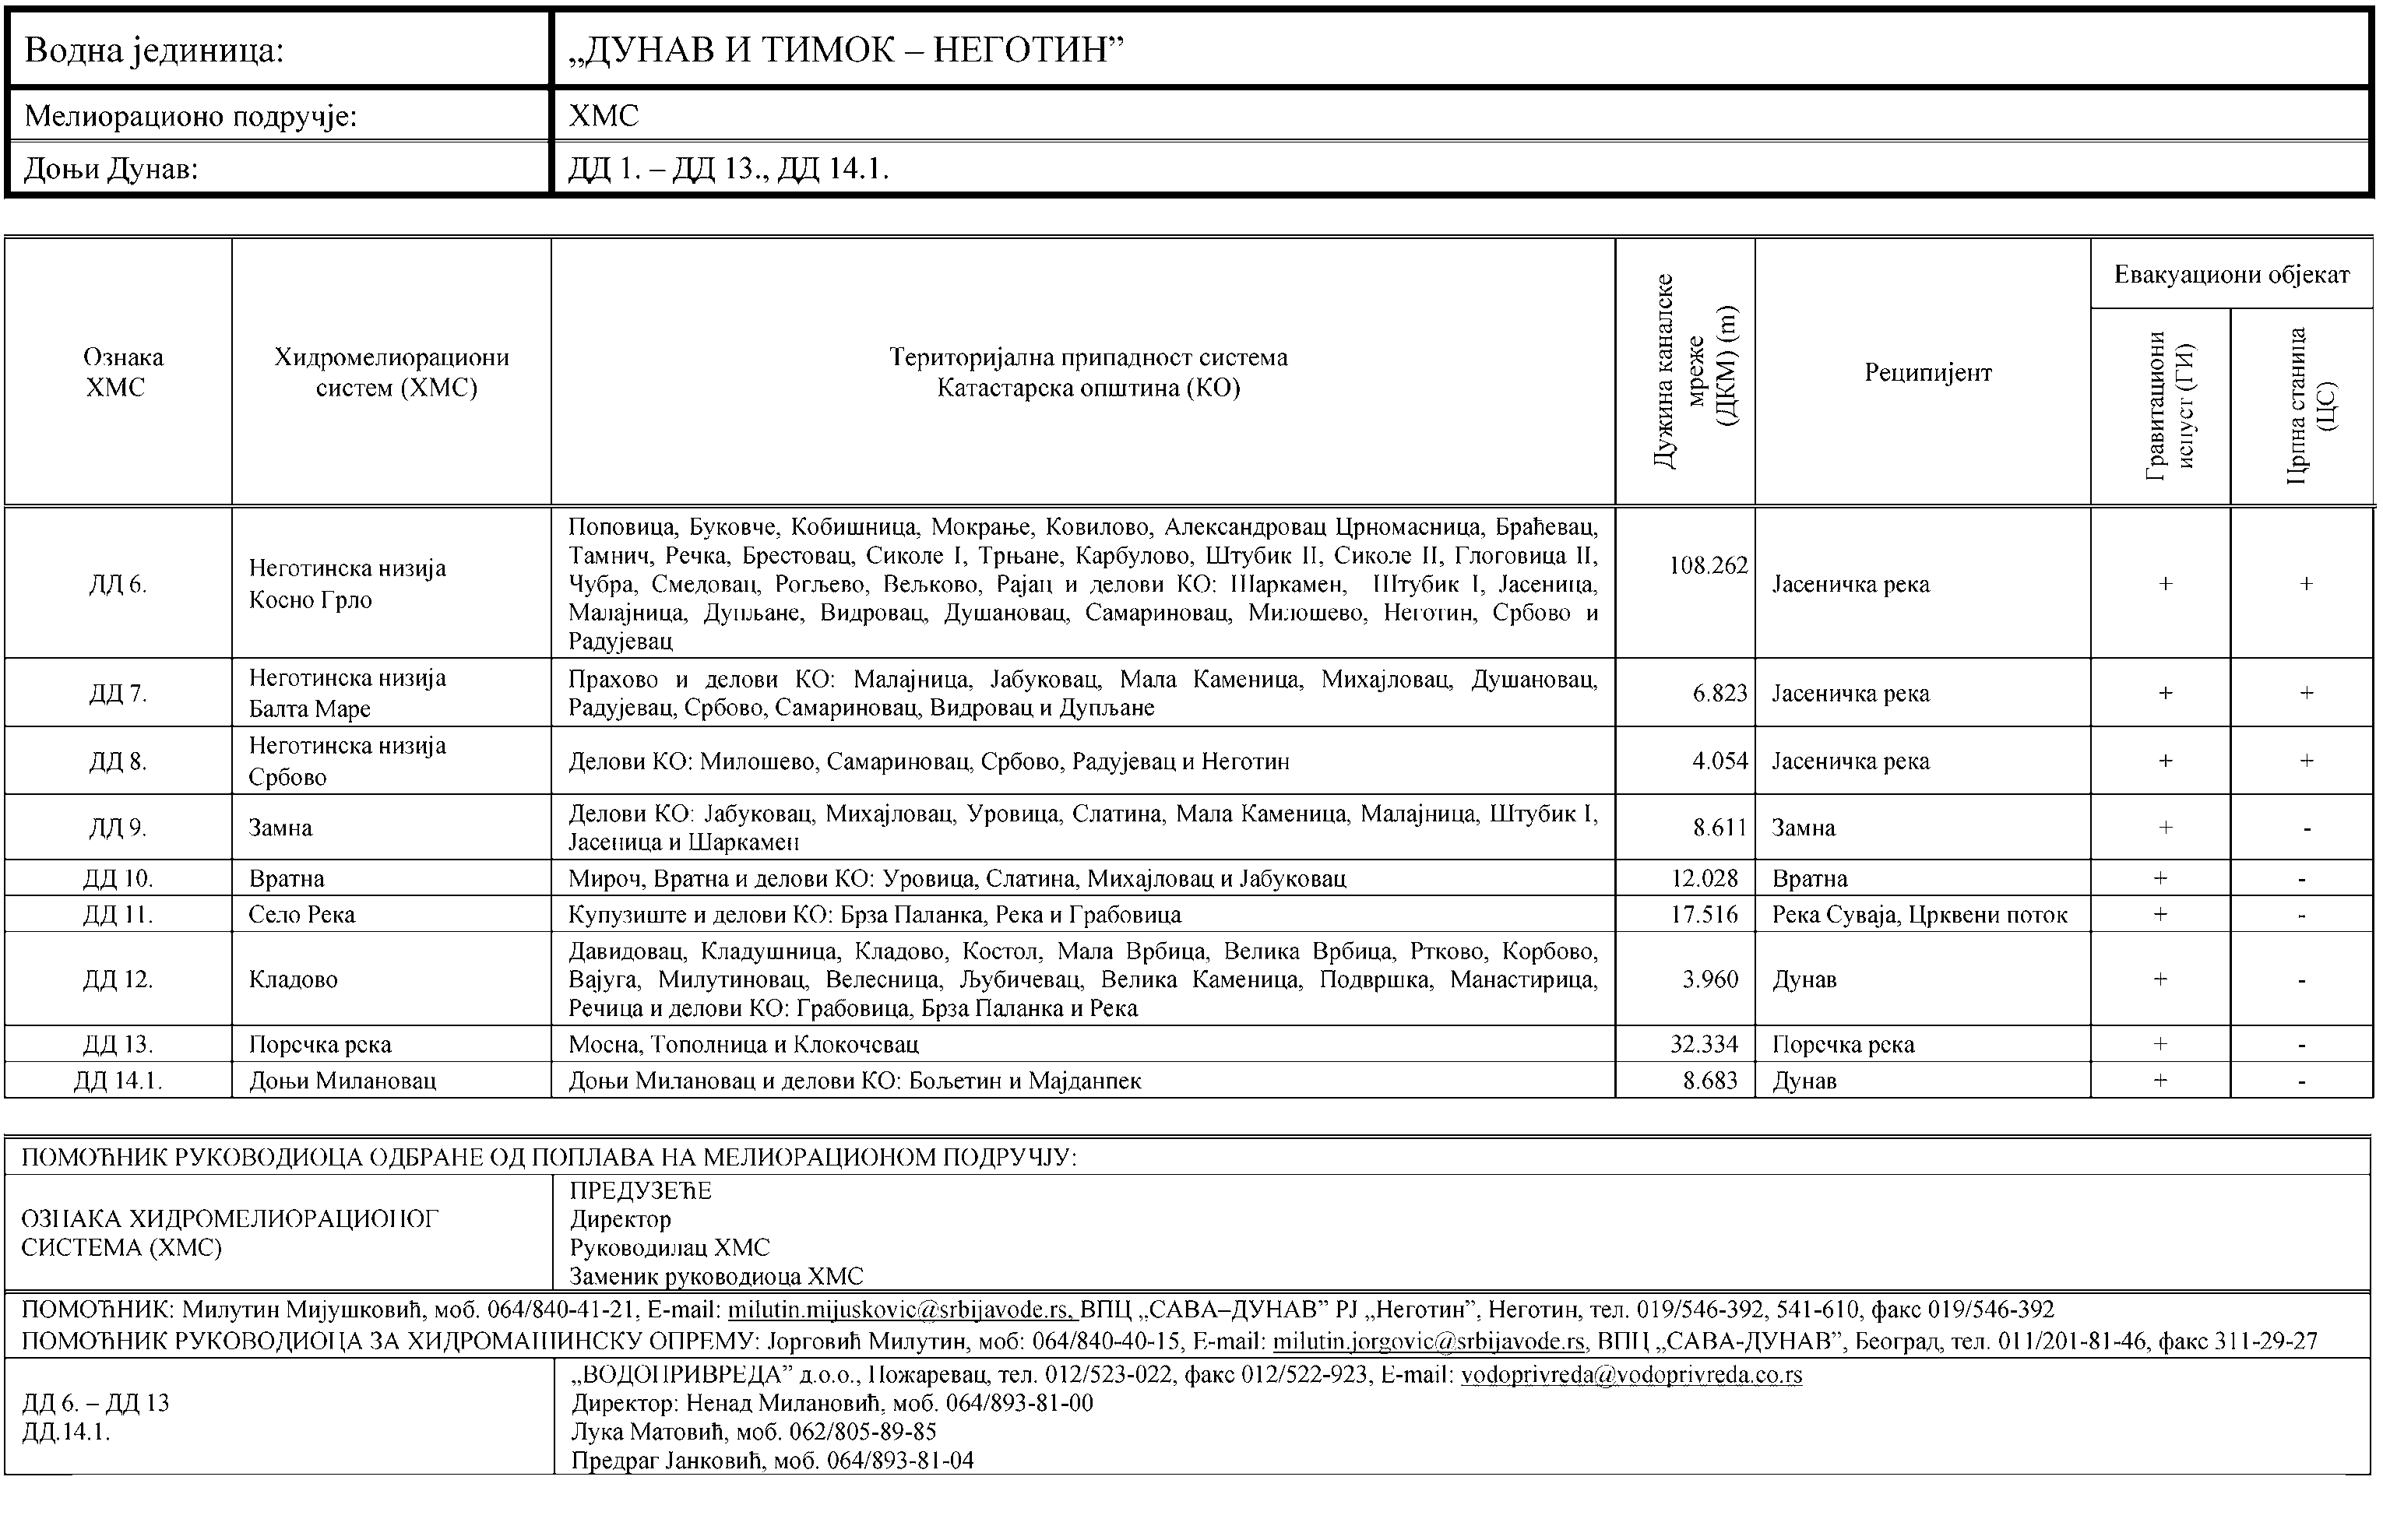 Водна јединица:
„ДУНАВ И ТИМОК – НЕГОТИН”
Мелиорационо подручје:
ХМС
Доњи Дунав:
ДД 1. – ДД 13., ДД 14.1.
Ознака
ХМС
Хидромелиорациони
систем (ХМС)
Територијална припадност система
Катастарска општина (КО)
Дужина каналске
мреже
(ДКМ) (m)
Реципијент
Евакуациони објекат
Гравитациони
испуст (ГИ)
Црпна станица
(ЦС)
ДД 6.
Неготинска низија
Косно Грло
Поповица, Буковче, Кобишница, Мокрање, Ковилово, Александровац Црномасница, Браћевац,
Тамнич, Речка, Брестовац, Сиколе I, Трњане, Карбулово, Штубик II, Сиколе II, Глоговица II,
Чубра, Смедовац, Рогљево, Вељково, Рајац и делови КО: Шаркамен, Штубик I, Јасеница,
Малајница, Дупљане, Видровац, Душановац, Самариновац, Милошево, Неготин, Србово и
Радујевац
108.262
Јасеничка река
+
+
ДД 7.
Неготинска низија
Балта Маре
Прахово и делови КО: Малајница, Јабуковац, Мала Каменица, Михајловац, Душановац,
Радујевац, Србово, Самариновац, Видровац и Дупљане
6.823
Јасеничка река
+
+
ДД 8.
Неготинска низија
Србово
Делови КО: Милошево, Самариновац, Србово, Радујевац и Неготин
4.054
Јасеничка река
+
+
ДД 9.
Замна
Делови КО: Јабуковац, Михајловац, Уровица, Слатина, Мала Каменица, Малајница, Штубик I,
Јасеница и Шаркамен
8.611
Замна
+
-
ДД 10.
Вратна
Мироч, Вратна и делови КО: Уровица, Слатина, Михајловац и Јабуковац
12.028
Вратна
+
-
ДД 11.
Село Река
Купузиште и делови КО: Брза Паланка, Река и Грабовица
17.516
Река Суваја, Црквени поток
+
-
ДД 12.
Кладово
Давидовац, Кладушница, Кладово, Костол, Мала Врбица, Велика Врбица, Ртково, Корбово,
Вајуга, Милутиновац, Велесница, Љубичевац, Велика Каменица, Подвршка, Манастирица,
Речица и делови КО: Грабовица, Брза Паланка и Река
3.960
Дунав
+
-
ДД 13.
Поречка река
Мосна, Тополница и Клокочевац
32.334
Поречка река
+
-
ДД 14.1.
Доњи Милановац
Доњи Милановац и делови КО: Бољетин и Мајданпек
8.683
Дунав
+
-
ПОМОЋНИК РУКОВОДИОЦА ОДБРАНЕ ОД ПОПЛАВА НА МЕЛИОРАЦИОНОМ ПОДРУЧЈУ:
ОЗНАКА ХИДРОМЕЛИОРАЦИОНОГ
СИСТЕМА (ХМС)
ПРЕДУЗЕЋЕ
Директор
Руководилац ХМС
Заменик руководиоца ХМС
ПОМОЋНИК: Милутин Мијушковић, моб. 064/840-41-21, E-mail: milutin.mijuskovic@srbijavode.rs, ВПЦ „САВА–ДУНАВ” РЈ „Неготин”, Неготин, тел. 019/546-392, 541-610, факс 019/546-392
ПОМОЋНИК РУКОВОДИОЦА ЗА ХИДРОМАШИНСКУ ОПРЕМУ: Јорговић Милутин, моб: 064/840-40-15, E-mail: milutin.jorgovic@srbijavode.rs, ВПЦ „САВА-ДУНАВ”, Београд, тел. 011/201-81-46, факс 311-29-27
ДД 6. – ДД 13
ДД.14.1.
„ВОДОПРИВРЕДА” д.о.о., Пожаревац, тел. 012/523-022, факс 012/522-923, E-mail: vodoprivreda@vodoprivreda.co.rs
Директор: Ненад Милановић, моб. 064/893-81-00
Лука Матовић, моб. 062/805-89-85
Предраг Јанковић, моб. 064/893-81-04